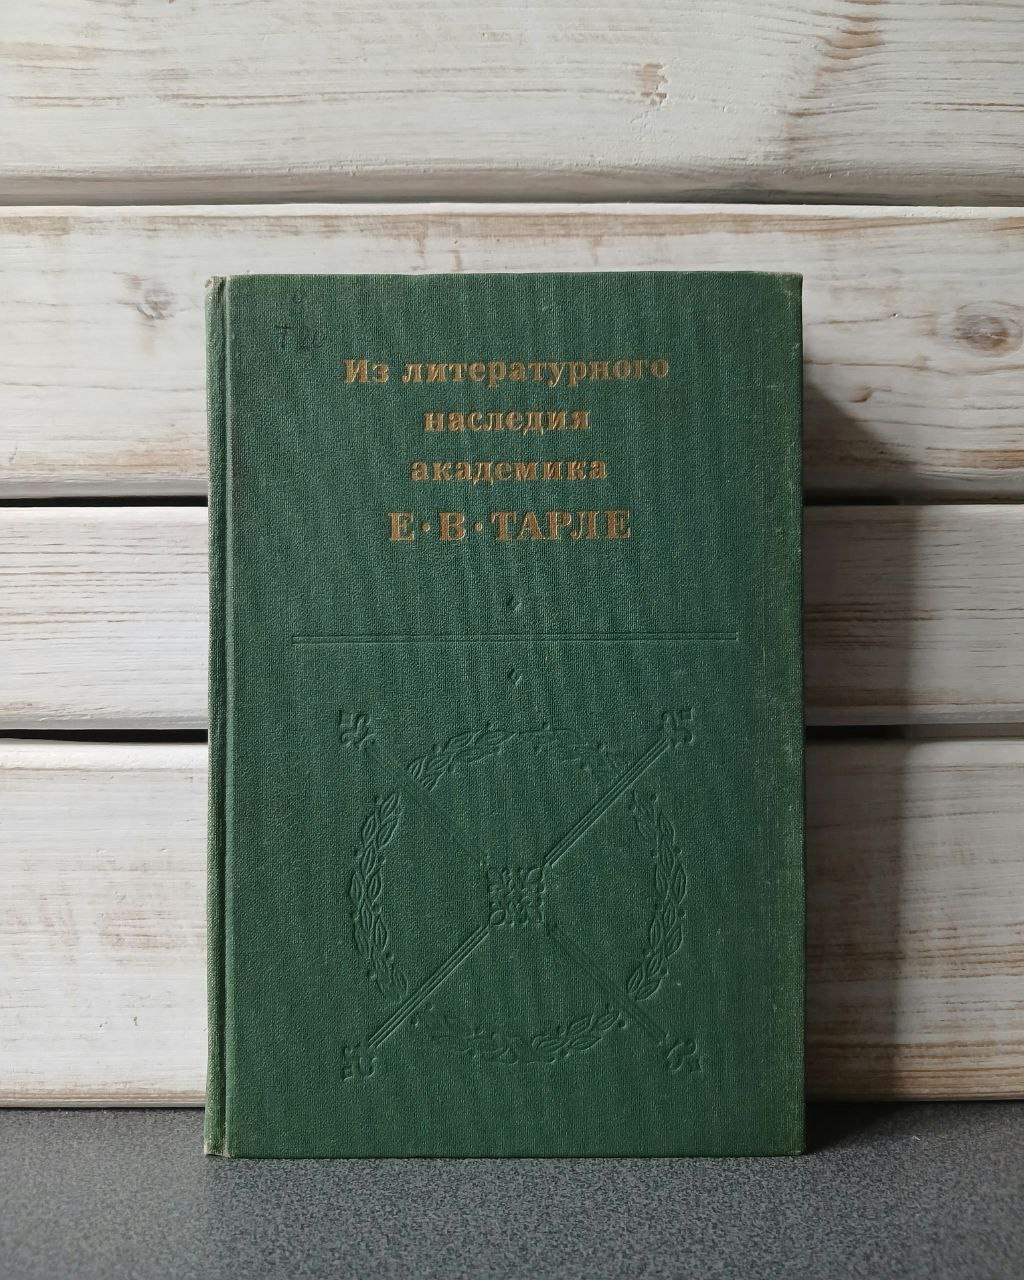 Из литературного
наследия
академика
Е·В·ТАРЛЕ